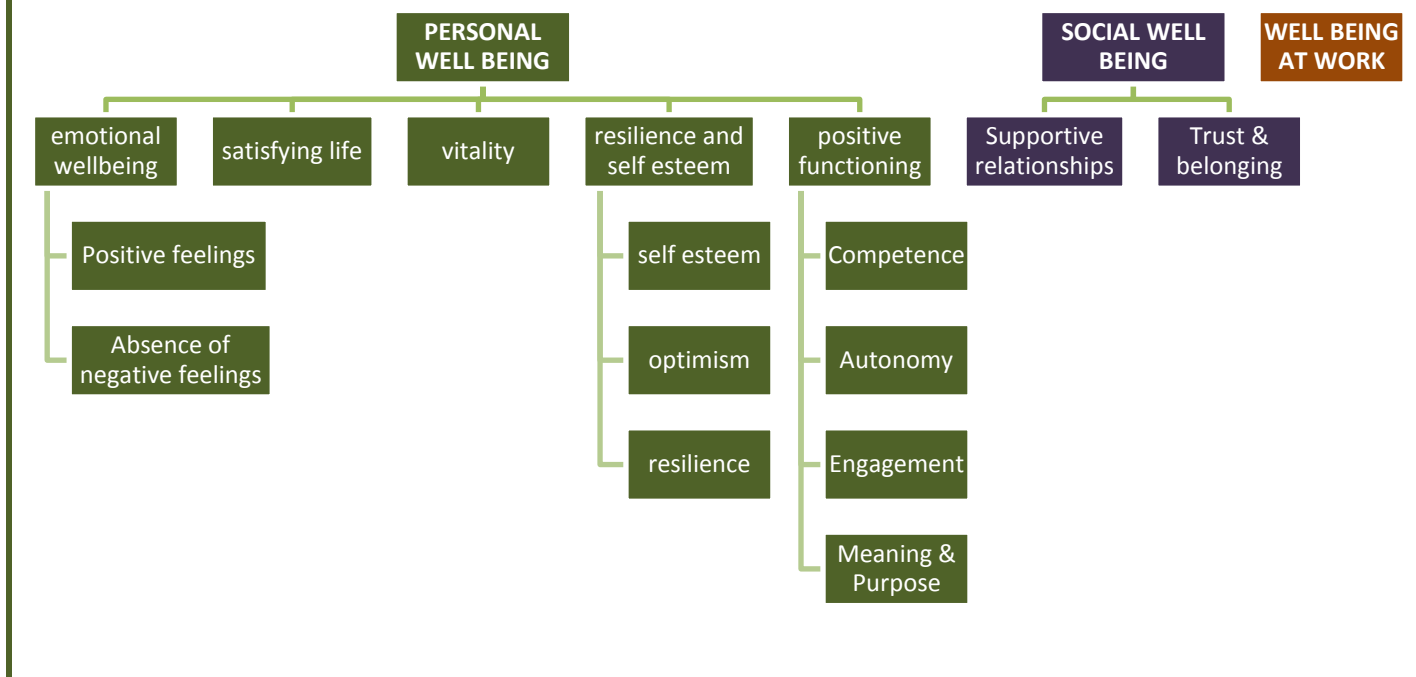 PERSONAL
WELL BEING
SOCIAL WELL
BEING
WELL BEING
AT WORK
emotional
wellbeing
satisfying life
vitality
resilience and
self esteem
positive
functioning
Supportive
relationships
Trust &
belonging
Positive feelings
Absence of
negative feelings
self esteem
optimism
resilience
Competence
Autonomy
Engagement
Meaning &
Purpose